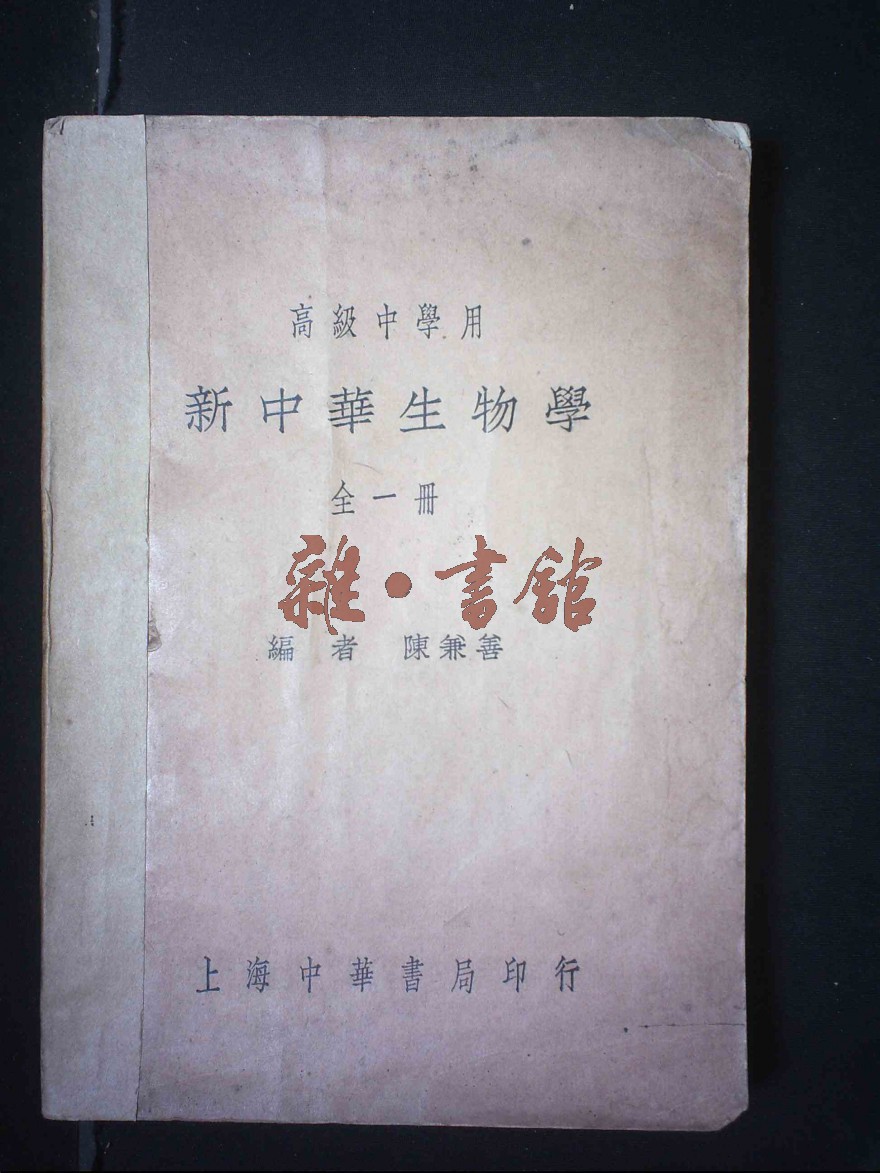 高級中學用
新中華生物學
全一冊
雜·書館
編者 陳兼善
上海中華書局印行